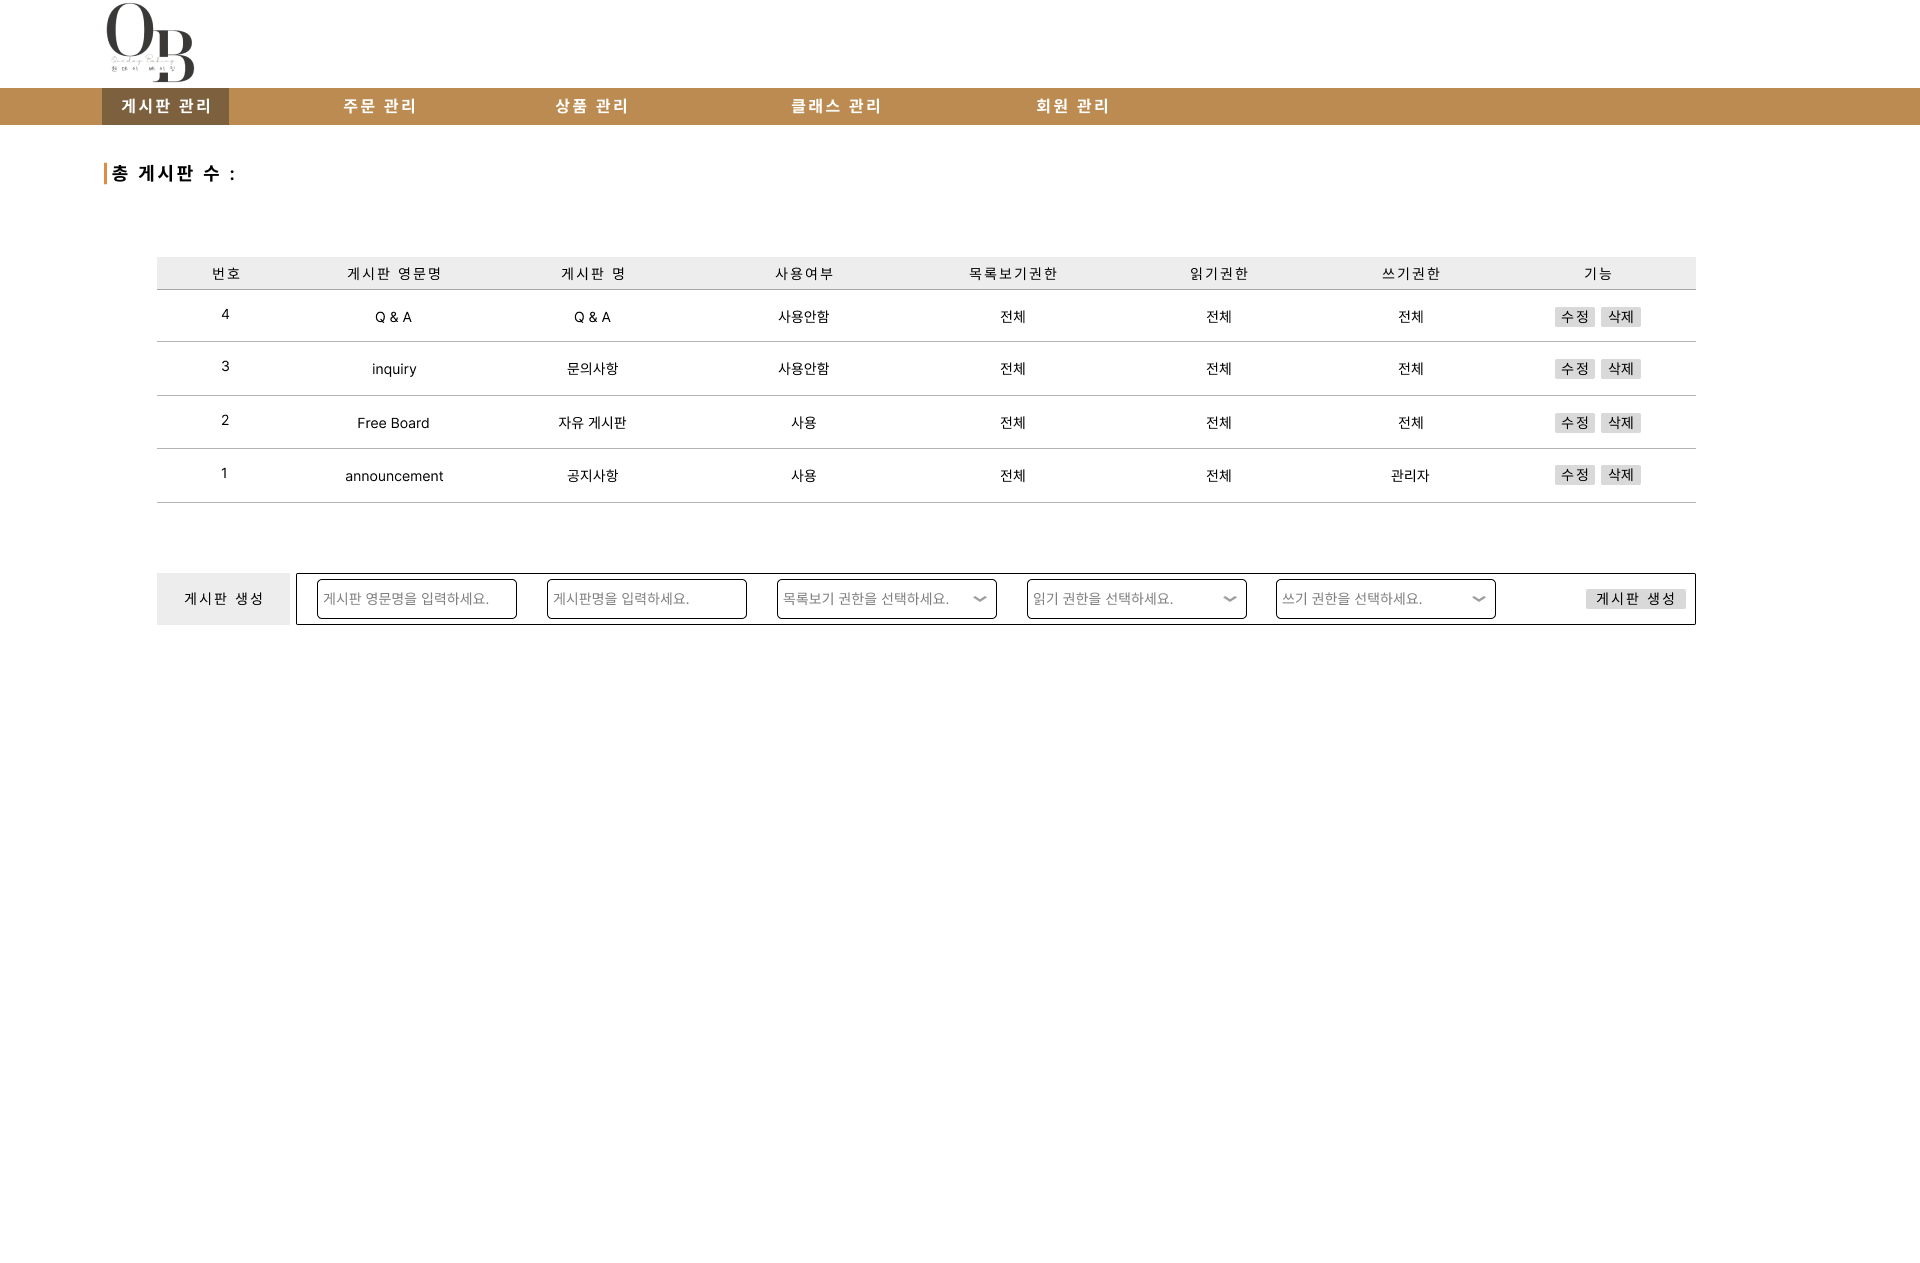 OB
Oneday Baking
원데이 베이킹
게시판 관리 주문 관리 상품 관리 클래스 관리 회원 관리
총 게시판 수 :
번호 게시판 영문명 게시판 명 사용여부 목록보기권한 읽기권한 쓰기권한 기능
4 Q & A Q & A 사용안함 전체 전체 전체 수정 삭제
3 inquiry 문의사항 사용안함 전체 전체 전체 수정 삭제
2 Free Board 자유 게시판 사용 전체 전체 전체 수정 삭제
1 announcement 공지사항 사용 전체 전체 관리자 수정 삭제
게시판 생성 게시판 영문명을 입력하세요. 게시판명을 입력하세요. 목록보기 권한을 선택하세요. 읽기 권한을 선택하세요. 쓰기 권한을 선택하세요. 게시판 생성